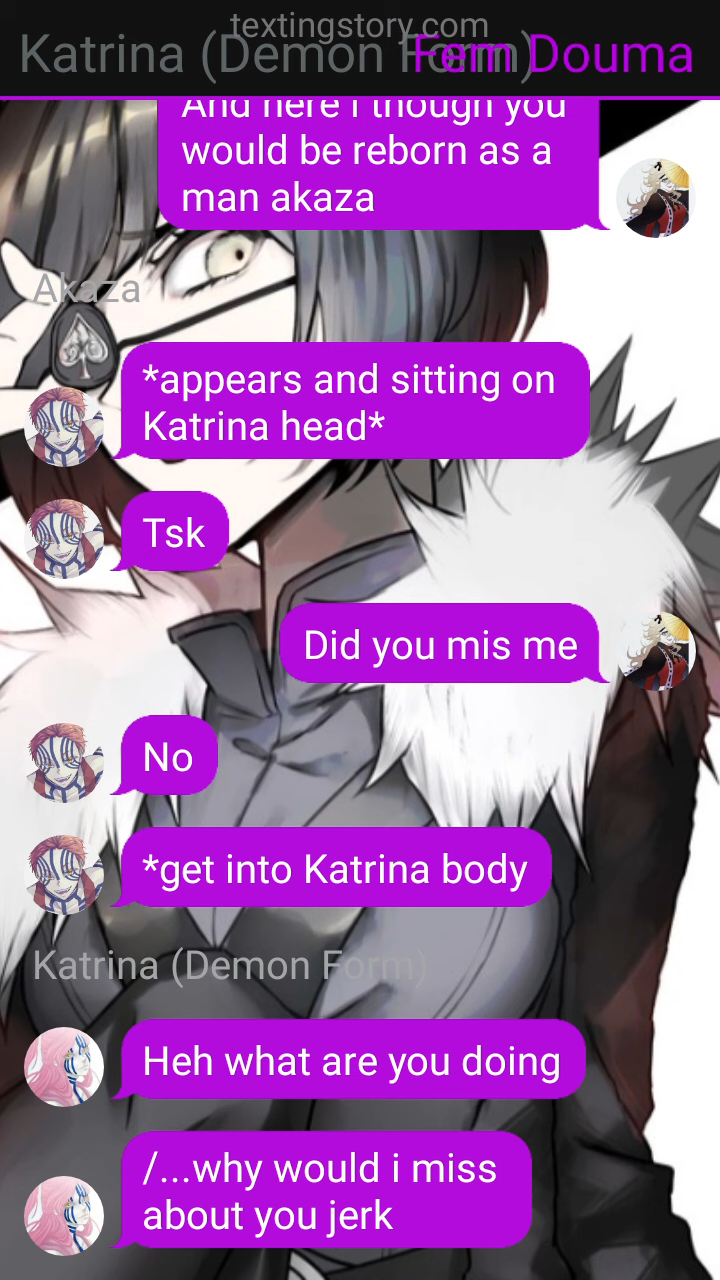 textingstory.com
Katrina (Demon Form)
Fem Douma
And here i though you
would be reborn as a
man akaza
Akaza
*appears and sitting on
Katrina head*
Tsk
Did you mis me
No
*get into Katrina body
Katrina (Demon Form)
Heh what are you doing
/...why would i miss
about you jerk